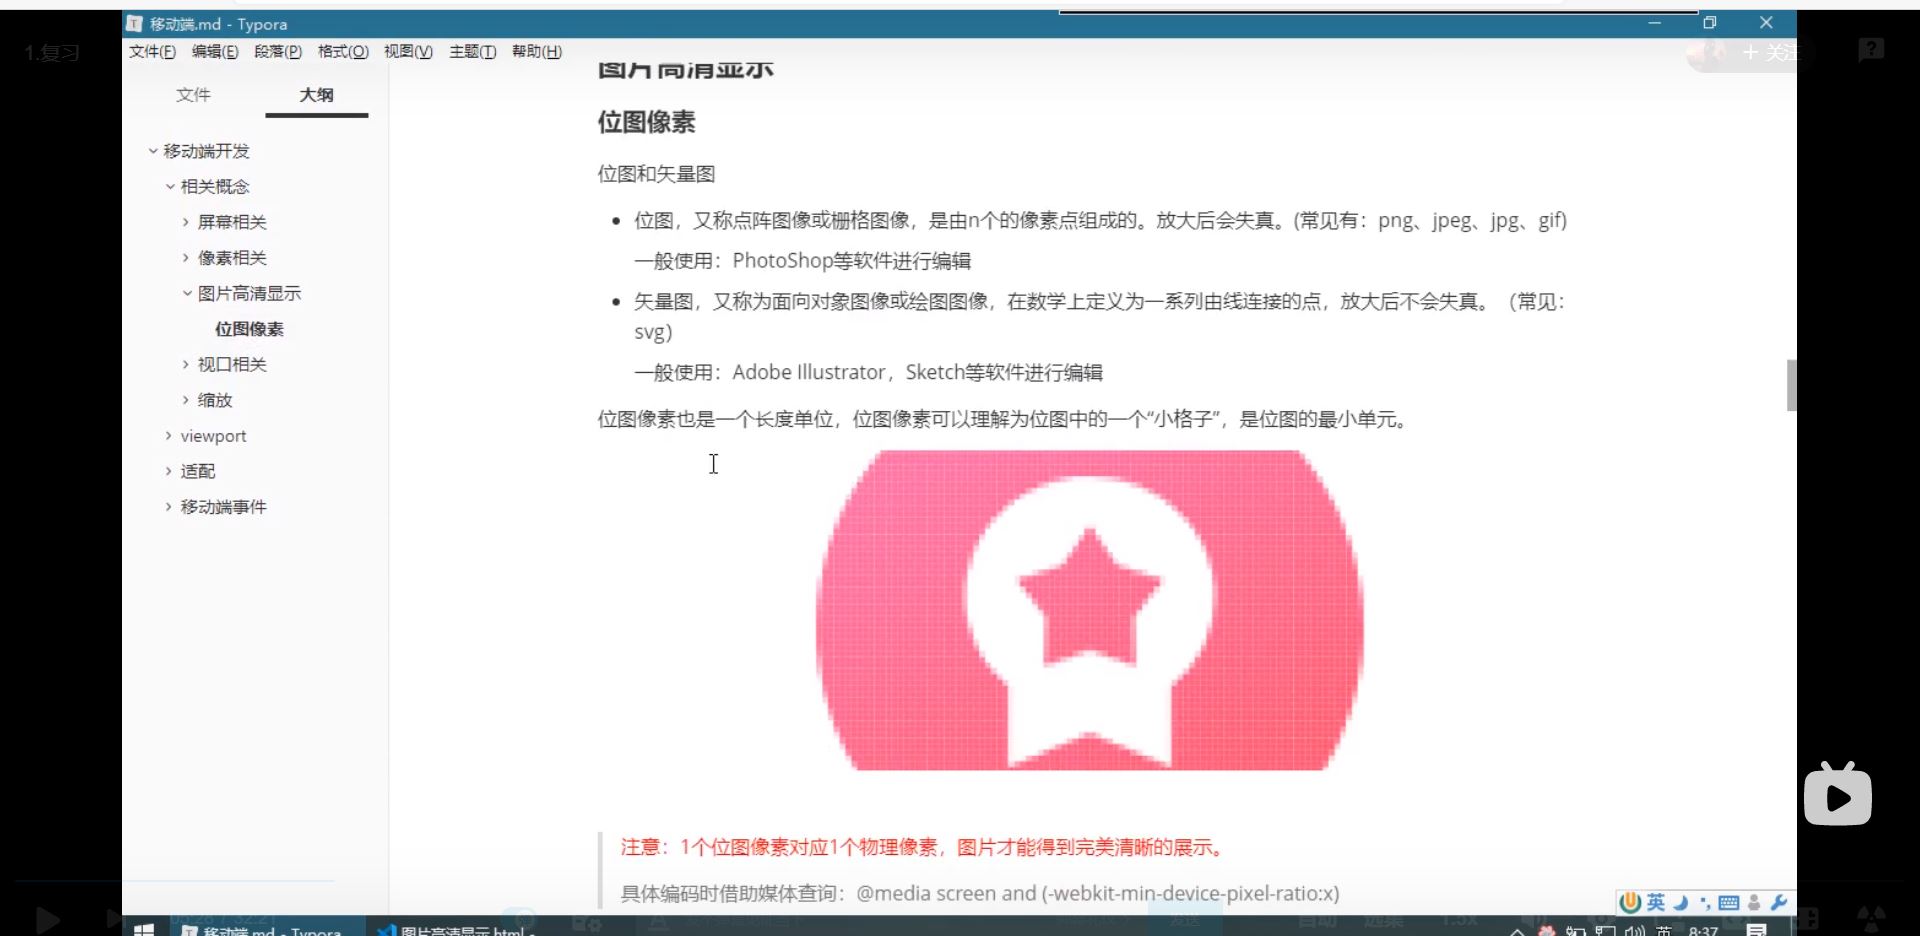 移动端.md - Typora
1.复习
+ 关注
文件(F) 编辑(E) 段落(P) 格式(O) 视图(V) 主题(T) 帮助(H)
文件
大纲
移动端开发
相关概念
屏幕相关
像素相关
图片高清显示
位图像素
视口相关
缩放
viewport
适配
移动端事件
图片高清显示
位图像素
位图和矢量图
位图，又称点阵图像或栅格图像，是由n个的像素点组成的。放大后会失真。(常见有：png、jpeg、jpg、gif)
一般使用：PhotoShop等软件进行编辑
矢量图，又称为面向对象图像或绘图图像，在数学上定义为一系列由线连接的点，放大后不会失真。（常见：
svg)
一般使用：Adobe Illustrator，Sketch等软件进行编辑
位图像素也是一个长度单位，位图像素可以理解为位图中的一个“小格子”，是位图的最小单元。
注意：1个位图像素对应1个物理像素，图片才能得到完美清晰的展示。
具体编码时借助媒体查询：@media screen and (-webkit-min-device-pixel-ratio:x)
英
发送
自动 选集 1.5x
移动端.md - Typora
图片高清显示.html -
英
8:37